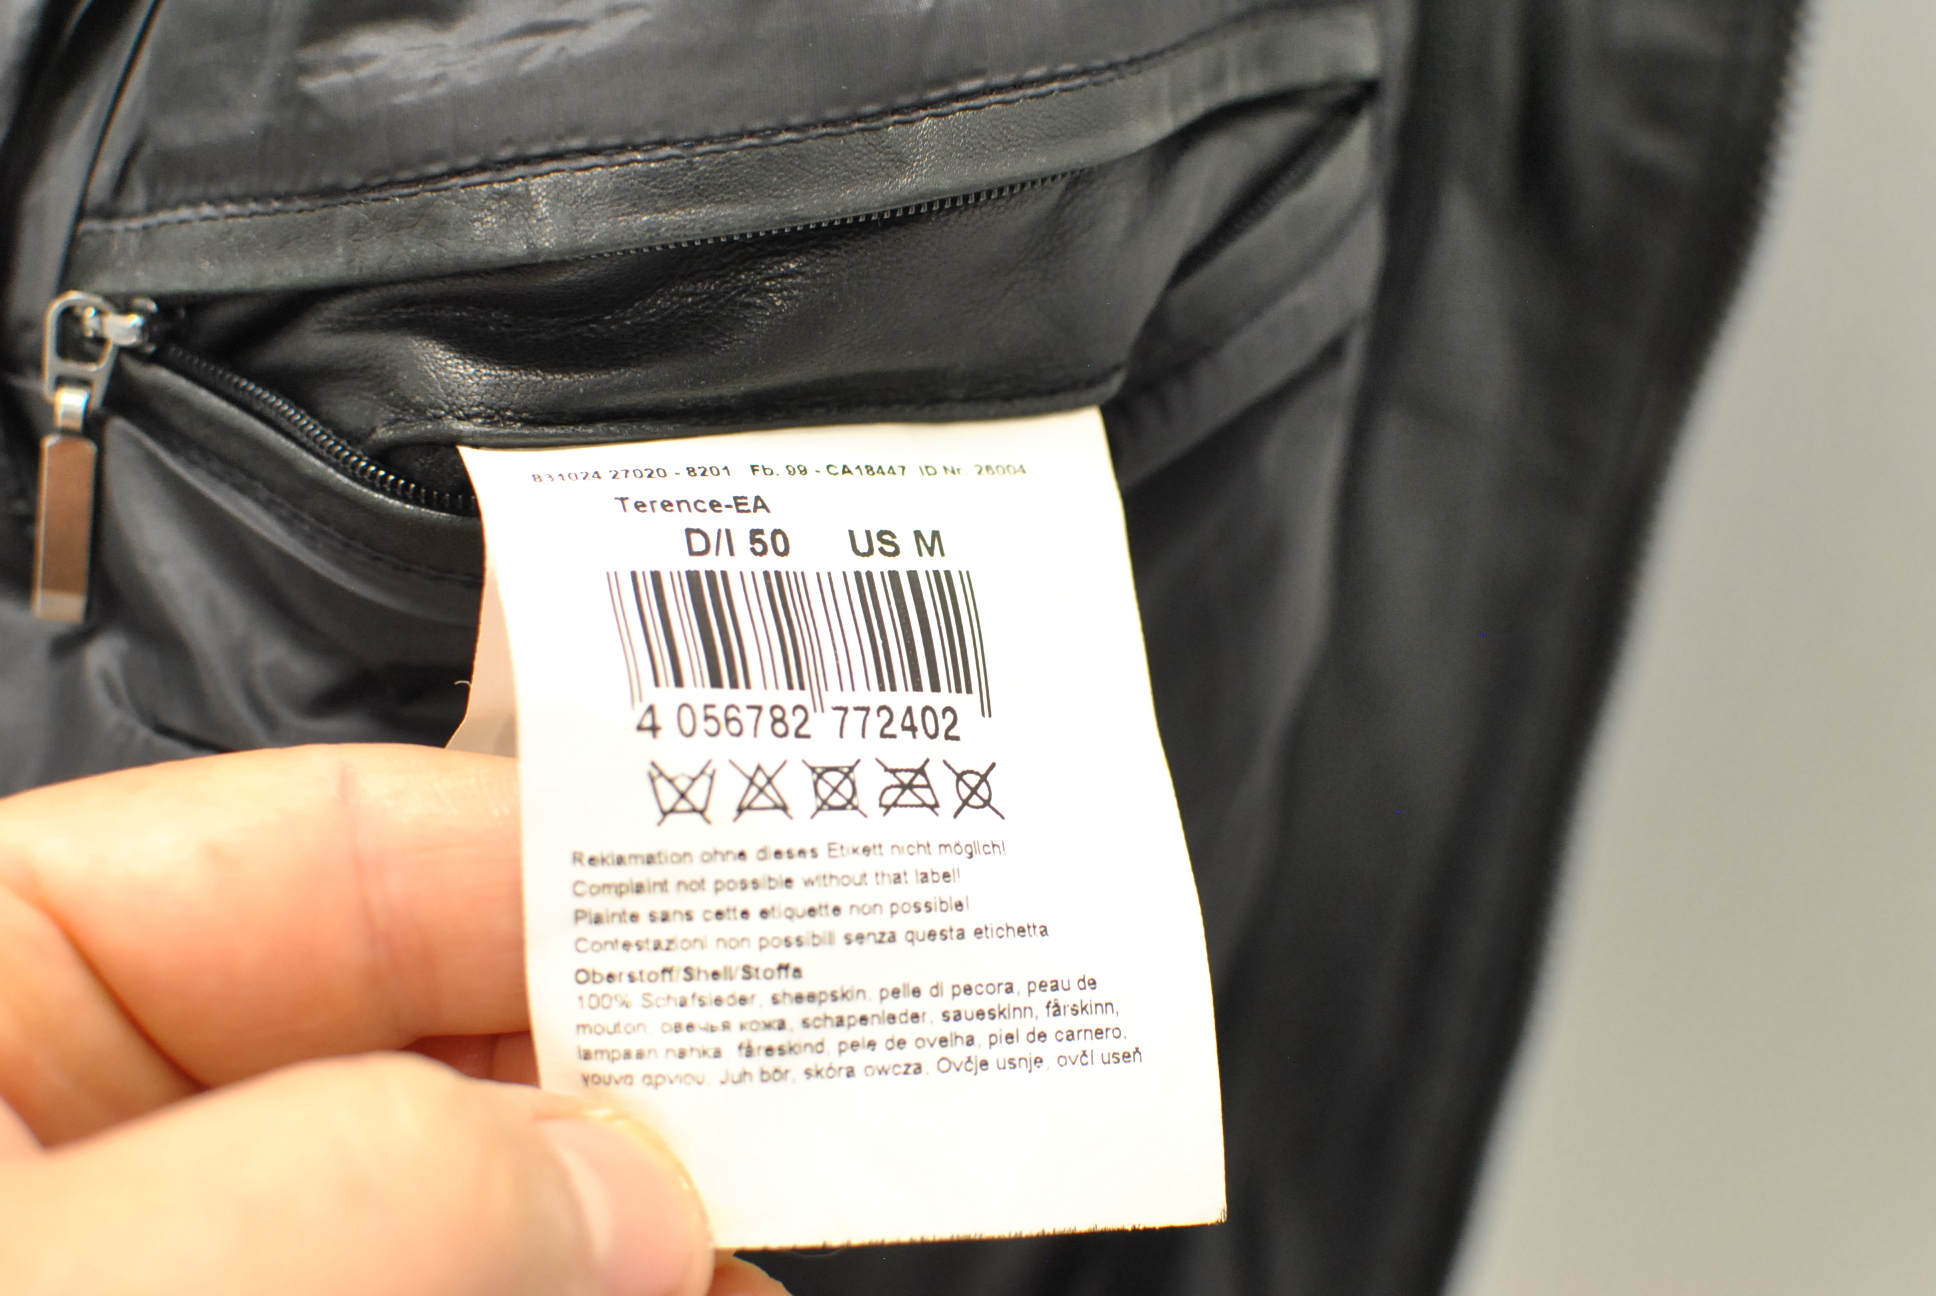 831024 27020 - 8201 Fb. 99 - CA18447 ID Nr. 26004
Terence-EA
D/I 50 US M
4 056782 772402
Reklamation ohne dieses Etikett nicht möglich!
Complaint not possible without that label!
Plainte sans cette etiquette non possible!
Contestazioni non possibili senza questa etichetta
Oberstoff/Shell/Stoffa
100% Schafsleder, sheepskin, pelle di pecora, peau de
mouton, овечья кожа, schapenleder, saueskinn, fårskinn,
lampaan nahka, fåreskind, pele de ovelha, piel de carnero,
γουνα αρνιου, Juh bőr, skóra owcza, Ovčje usnje, ovčí useň